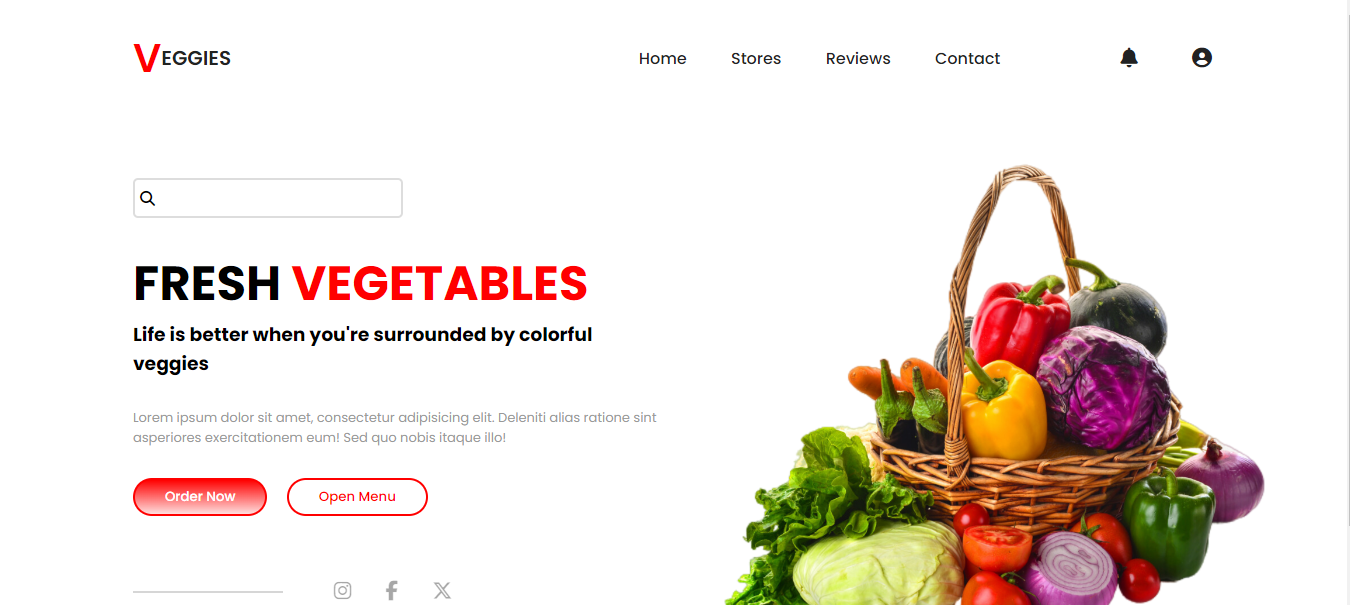 VEGGIES
Home Stores Reviews Contact
FRESH VEGETABLES
Life is better when you're surrounded by colorful
veggies
Lorem ipsum dolor sit amet, consectetur adipisicing elit. Deleniti alias ratione sint
asperiores exercitationem eum! Sed quo nobis itaque illo!
Order Now Open Menu